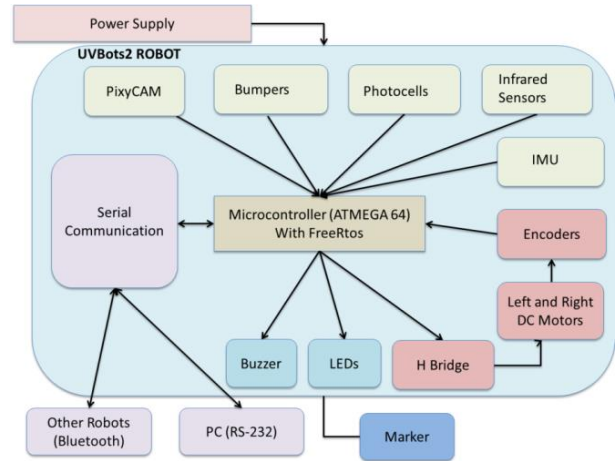 Power Supply
UVBots2 ROBOT
PixyCAM
Bumpers
Photocells
Infrared
Sensors
IMU
Serial
Communication
Microcontroller (ATMEGA 64)
With FreeRtos
Encoders
Left and Right
DC Motors
Buzzer
LEDs
H Bridge
Other Robots
(Bluetooth)
PC (RS-232)
Marker